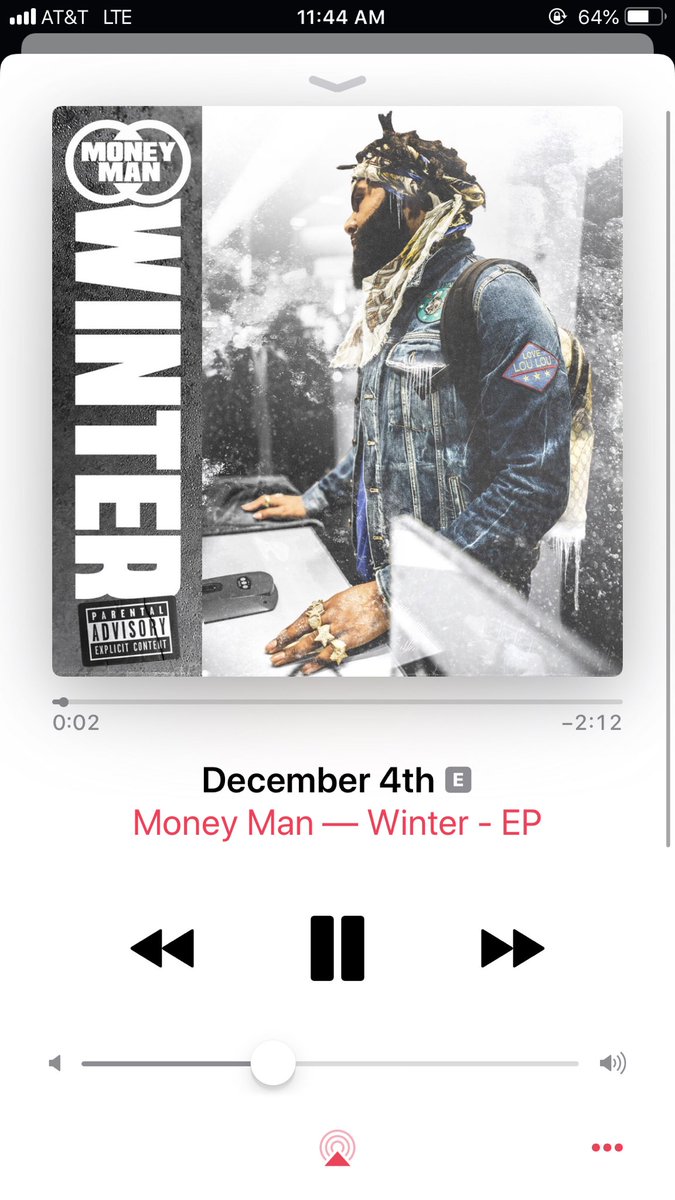 AT&T LTE 11:44 AM 64%
MONEY
MAN
WINTER
PARENTAL
ADVISORY
EXPLICIT CONTENT
LOVE
LOU LOU
0:02 −2:12
December 4th E
Money Man — Winter - EP